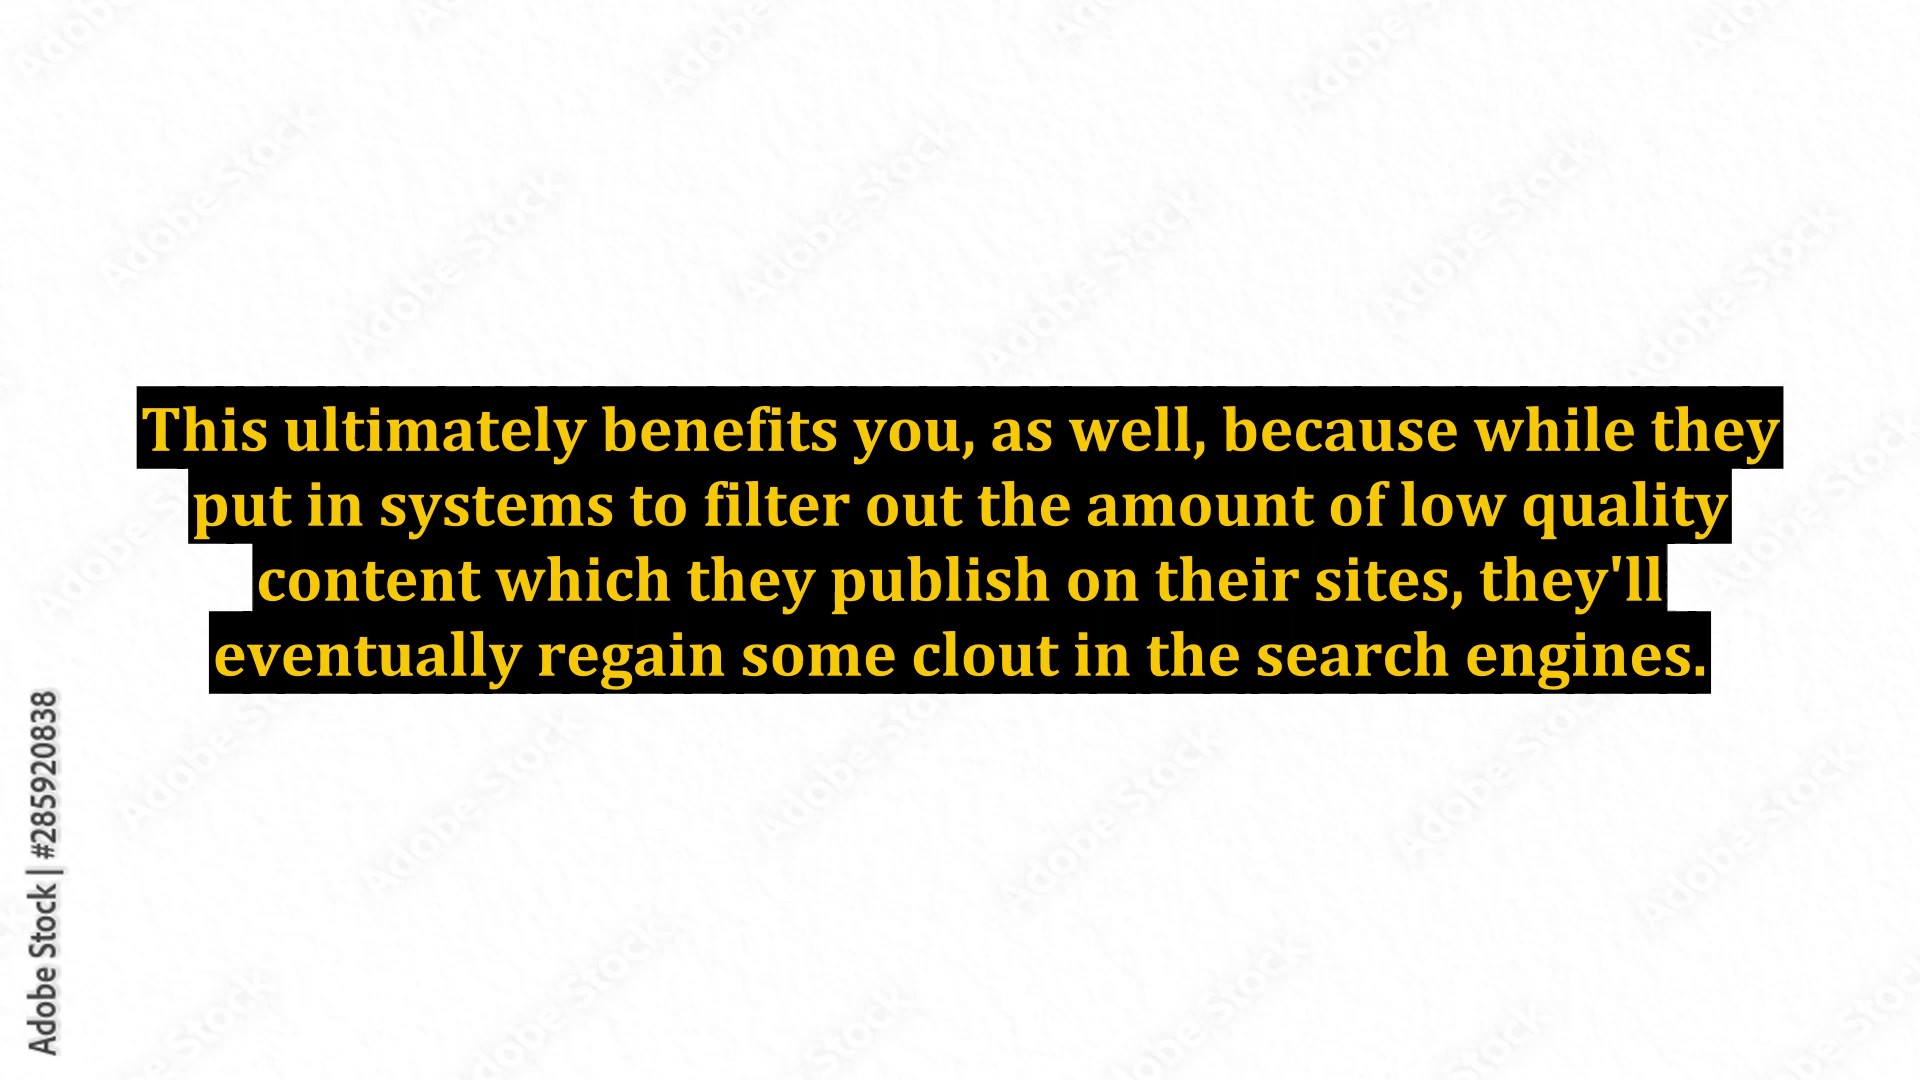 This ultimately benefits you, as well, because while they
put in systems to filter out the amount of low quality
content which they publish on their sites, they'll
eventually regain some clout in the search engines.
Adobe Stock | #285920838